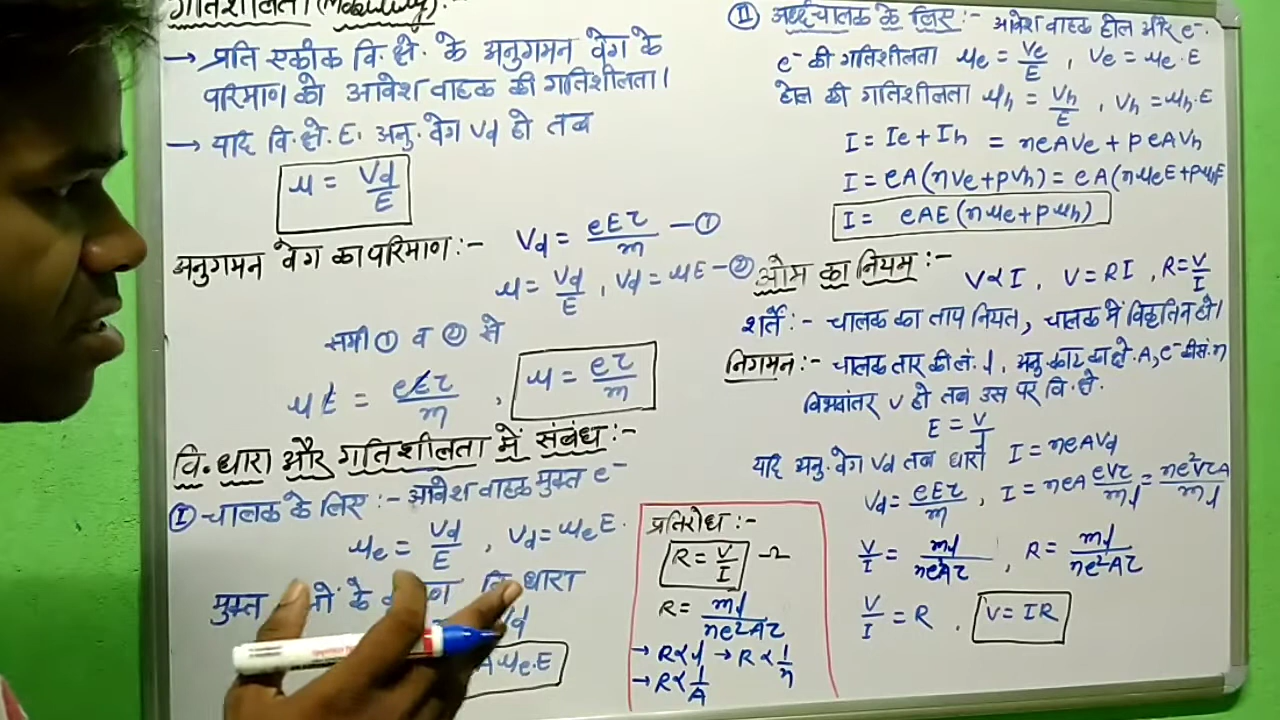 गतिशीलता (Mobility) :-
→ प्रति एकांक वि. क्षे. के अनुगमन वेग के
परिमाण को आवेश वाहक की गतिशीलता।
→ यदि वि. क्षे. E. अनु. वेग Vd हो तब
μ = Vd/E
अनुगमन वेग का परिमाण :- Vd = eEτ/m —①
μ = Vd/E , Vd = μE —②
समी ① व ② से
μE = eEτ/m , μ = eτ/m
वि. धारा और गतिशीलता में संबंध :-
Ⅰ चालक के लिए :- आवेश वाहक मुक्त e⁻
μe = Vd/E , Vd = μe E.
मुक्त के वि. धारा
Vd
A μe.E
प्रतिरोध :-
R = V/I Ω
R = ml/ne²Aτ
→ R ∝ l → R ∝ 1/n
→ R ∝ 1/A
Ⅱ अर्धचालक के लिए :- आवेश वाहक होल और e⁻.
e⁻ की गतिशीलता μe = Ve/E , Ve = μe.E
होल की गतिशीलता μh = Vh/E , Vh = μh.E
I = Ie + Ih = neAVe + peAVh
I = eA(nVe + pVh) = eA(nμeE + pμhE
I = eAE(nμe + pμh)
ओम का नियम :- V ∝ I , V = RI , R = V/I
शर्तें :- चालक का ताप नियत, चालक में विकृति न हो।
निगमन :- चालक तार की लं. l , अनु. काट का क्षे. A, e⁻ की सं. n
विभवांतर V हो तब उस पर वि. क्षे.
E = V/l
यदि अनु. वेग Vd तब धारा I = neAVd
Vd = eEτ/m , I = neA eVτ/ml = ne²VτA/ml
V/I = ml/ne²Aτ , R = ml/ne²Aτ
V/I = R . V = IR